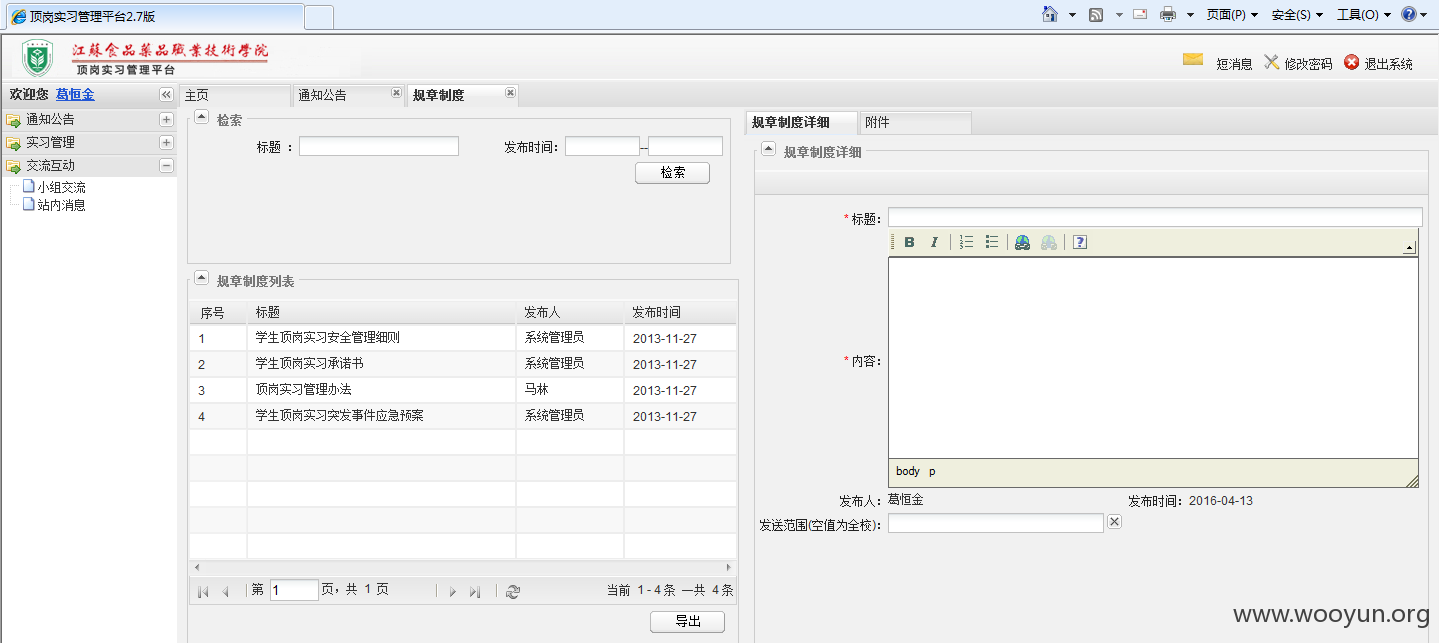 顶岗实习管理平台2.7版
页面(P) 安全(S) 工具(O)
江蘇食品藥品職業技術學院
顶岗实习管理平台
短消息 修改密码 退出系统
欢迎您 葛恒金
主页 通知公告 规章制度
通知公告
实习管理
交流互动
小组交流
站内消息
检索
标题 : 发布时间: --
检索
规章制度列表
序号 标题 发布人 发布时间
1 学生顶岗实习安全管理细则 系统管理员 2013-11-27
2 学生顶岗实习承诺书 系统管理员 2013-11-27
3 顶岗实习管理办法 马林 2013-11-27
4 学生顶岗实习突发事件应急预案 系统管理员 2013-11-27
第 1 页，共 1 页 当前 1 - 4 条 一共 4 条
导出
规章制度详细 附件
规章制度详细
*标题:
B I
*内容:
body p
发布人: 葛恒金 发布时间: 2016-04-13
发送范围(空值为全校):
www.wooyun.org